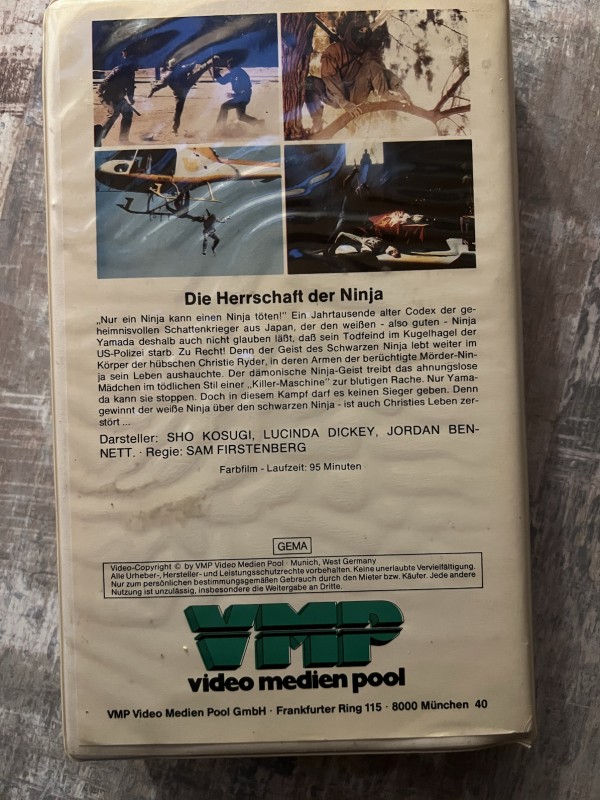 Die Herrschaft der Ninja
„Nur ein Ninja kann einen Ninja töten!" Ein Jahrtausende alter Codex der ge-
heimnisvollen Schattenkrieger aus Japan, der den weißen - also guten - Ninja
Yamada deshalb auch nicht glauben läßt, daß sein Todfeind im Kugelhagel der
US-Polizei starb. Zu Recht! Denn der Geist des Schwarzen Ninja lebt weiter im
Körper der hübschen Christie Ryder, in deren Armen der berüchtigte Mörder-Nin-
ja sein Leben aushauchte. Der dämonische Ninja-Geist treibt das ahnungslose
Mädchen im tödlichen Stil einer „Killer-Maschine" zur blutigen Rache. Nur Yama-
da kann sie stoppen. Doch in diesem Kampf darf es keinen Sieger geben. Denn
gewinnt der weiße Ninja über den schwarzen Ninja - ist auch Christies Leben zer-
stört ...
Darsteller: SHO KOSUGI, LUCINDA DICKEY, JORDAN BEN-
NETT. · Regie: SAM FIRSTENBERG
Farbfilm - Laufzeit: 95 Minuten
GEMA
Video-Copyright © by VMP Video Medien Pool · Munich, West Germany
Alle Urheber-, Hersteller- und Leistungsschutzrechte vorbehalten. Keine unerlaubte Vervielfältigung.
Nur zum persönlichen bestimmungsgemäßen Gebrauch durch den Mieter bzw. Käufer. Jede andere
Nutzung ist unzulässig, insbesondere die Weitergabe an Dritte.
VMP
video medien pool
VMP Video Medien Pool GmbH · Frankfurter Ring 115 · 8000 München 40